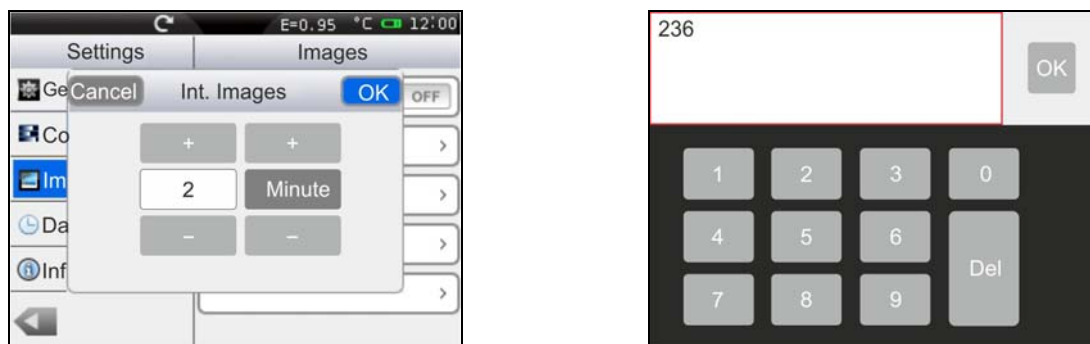 E=0.95 °C 12:00
Settings Images
Ge Cancel Int. Images OK OFF
Co + +
Im 2 Minute
Da - -
Inf
236
OK
1 2 3 0
4 5 6
Del
7 8 9